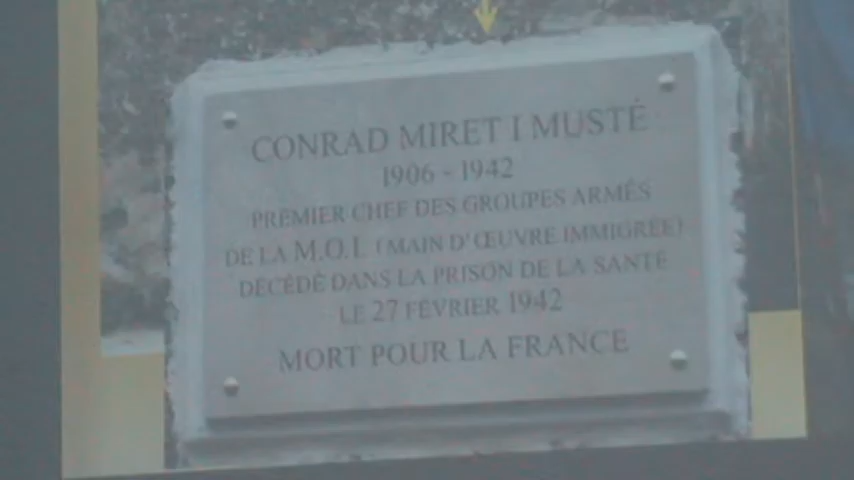 CONRAD MIRET I MUSTÉ
1906 - 1942
PREMIER CHEF DES GROUPES ARMÉS
DE LA M.O.I. (MAIN D'ŒUVRE IMMIGRÉE)
DÉCÉDÉ DANS LA PRISON DE LA SANTÉ
LE 27 FÉVRIER 1942
MORT POUR LA FRANCE